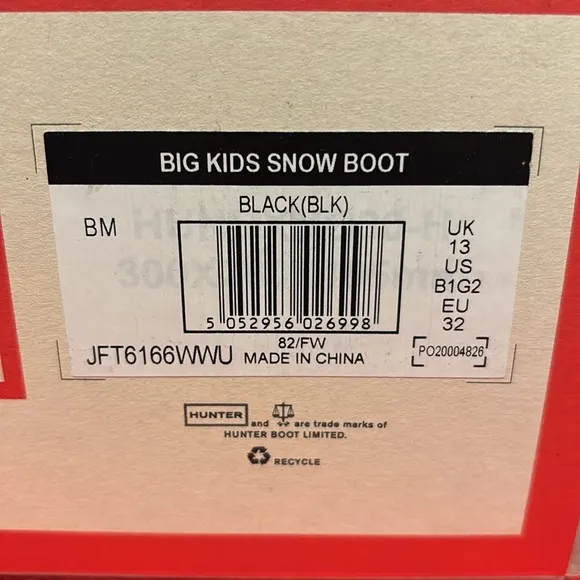 BIG KIDS SNOW BOOT
BLACK(BLK)
BM
UK
13
US
B1G2
EU
32
5 052956 026998
82/FW
JFT6166WWU
MADE IN CHINA
PO20004826
HUNTER and are trade marks of
HUNTER BOOT LIMITED.
RECYCLE